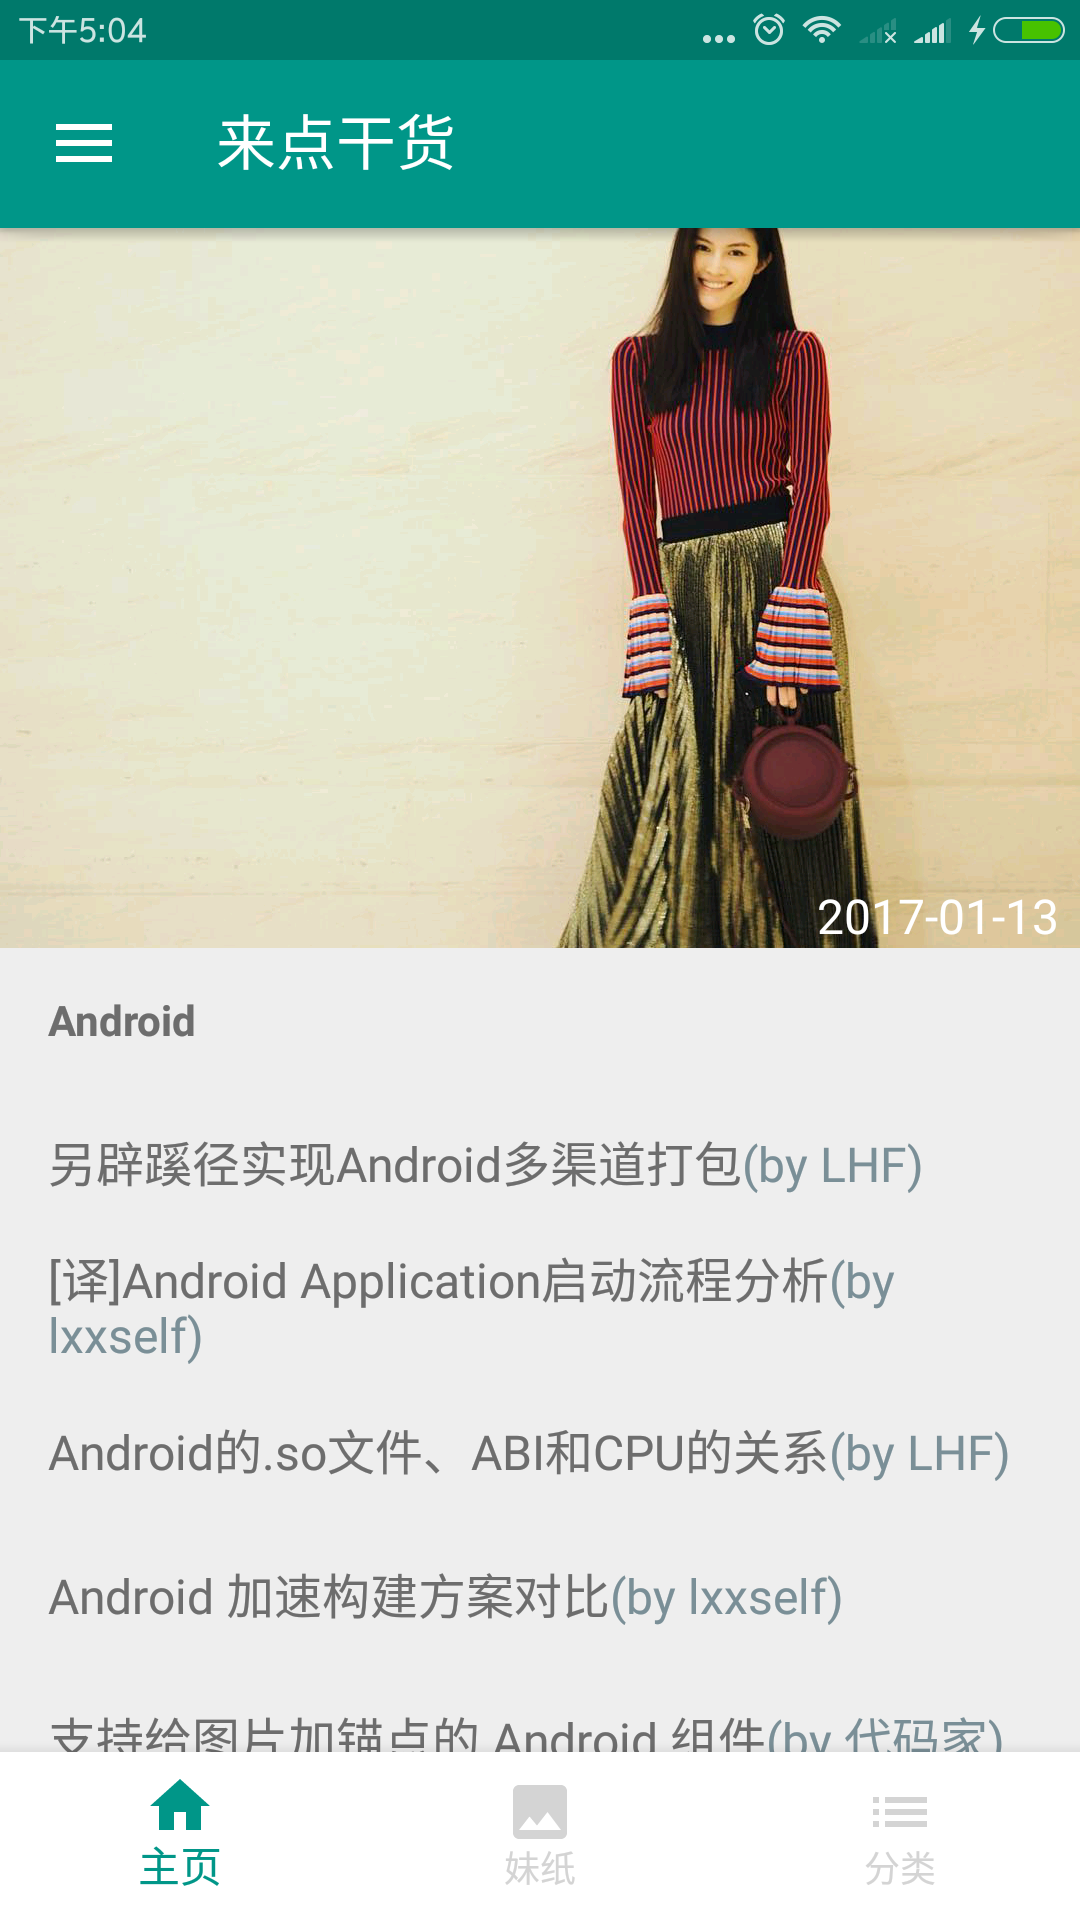 下午5:04
来点干货
2017-01-13
Android
另辟蹊径实现Android多渠道打包(by LHF)
[译]Android Application启动流程分析(by
lxxself)
Android的.so文件、ABI和CPU的关系(by LHF)
Android 加速构建方案对比(by lxxself)
支持给图片加锚点的 Android 组件(by 代码家)
主页
妹纸
分类